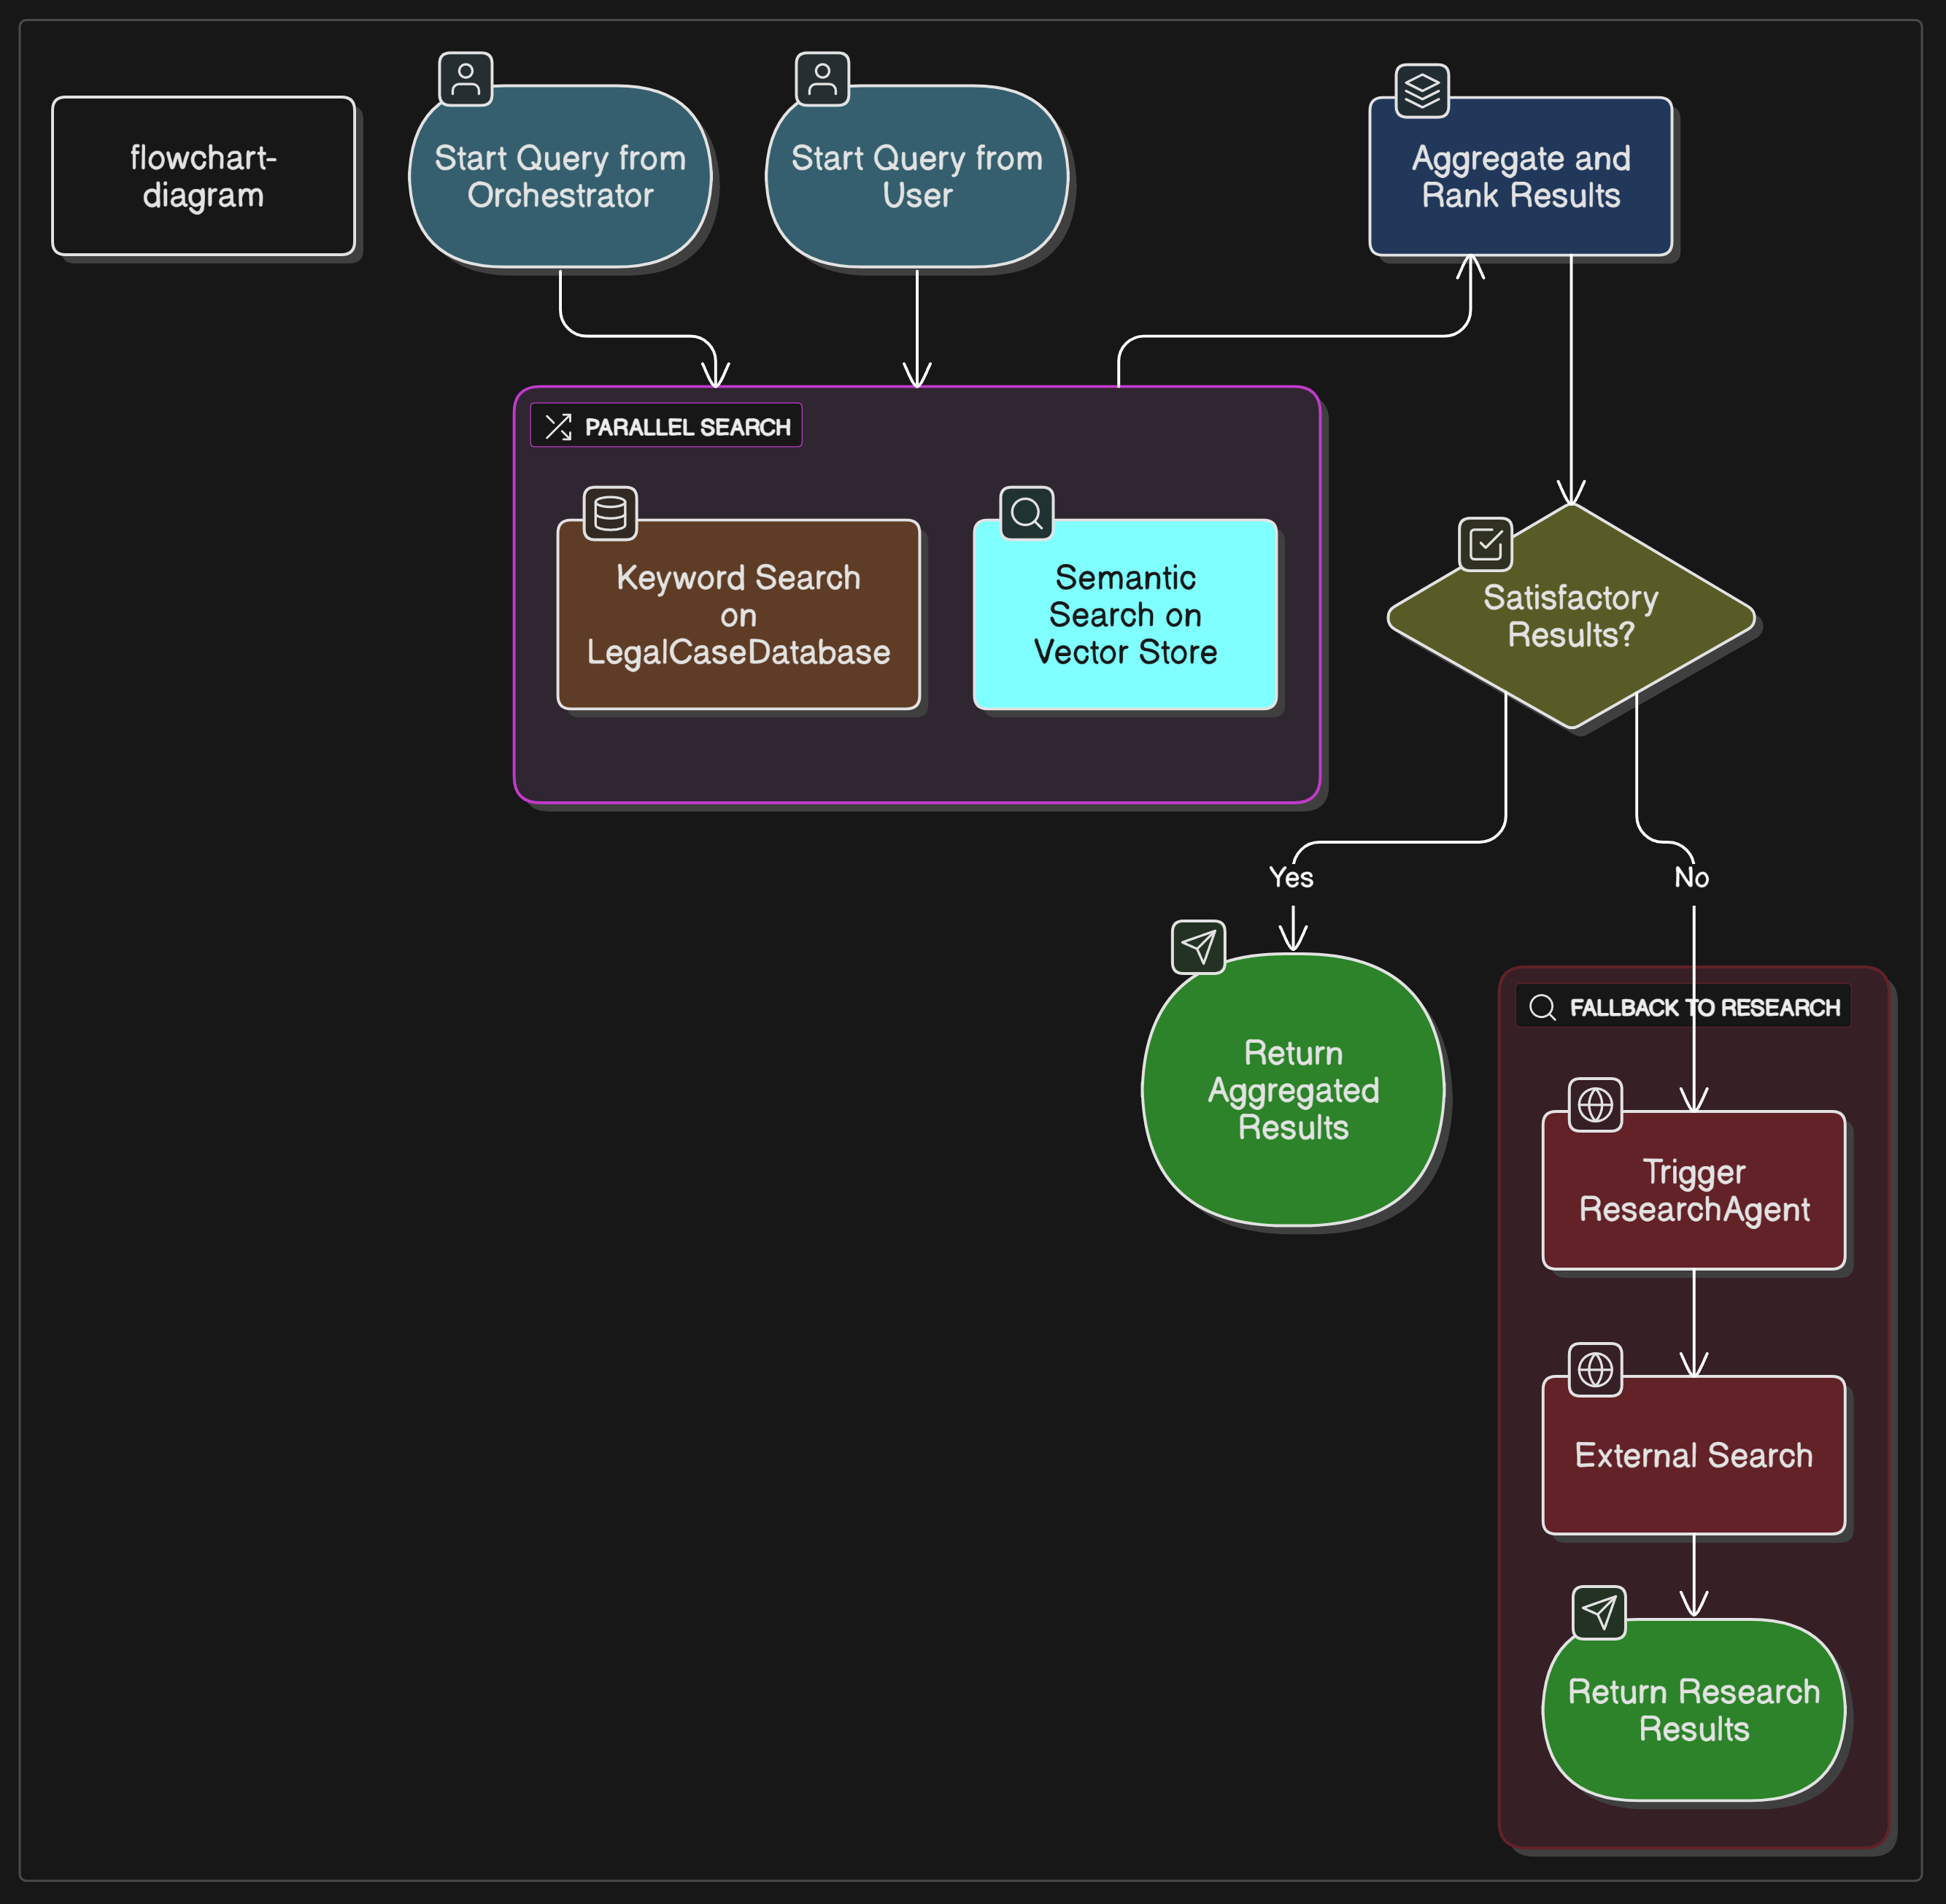 flowchart-
diagram
Start Query from
Orchestrator
Start Query from
User
Aggregate and
Rank Results
PARALLEL SEARCH
Keyword Search
on
LegalCaseDatabase
Semantic
Search on
Vector Store
Satisfactory
Results?
Yes
No
Return
Aggregated
Results
FALLBACK TO RESEARCH
Trigger
ResearchAgent
External Search
Return Research
Results